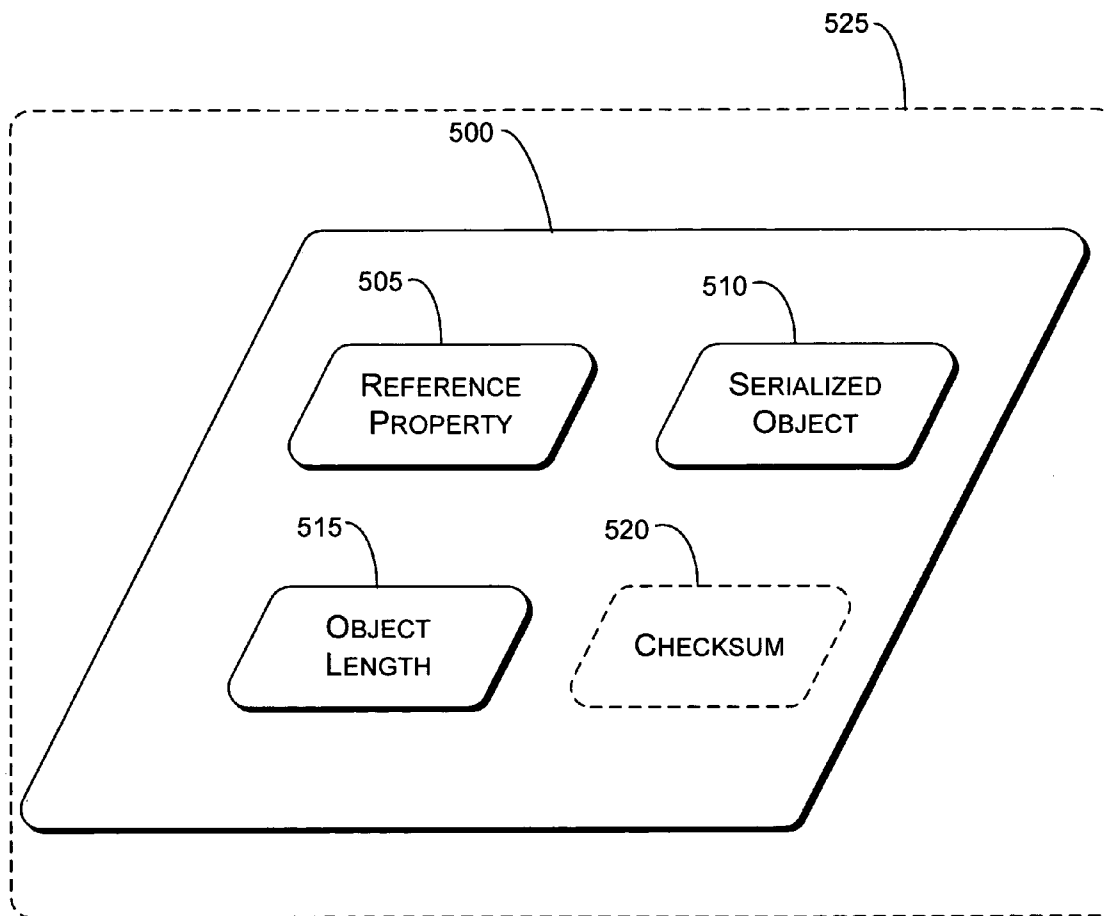 525
500
505
510
REFERENCE
PROPERTY
SERIALIZED
OBJECT
515
520
OBJECT
LENGTH
CHECKSUM